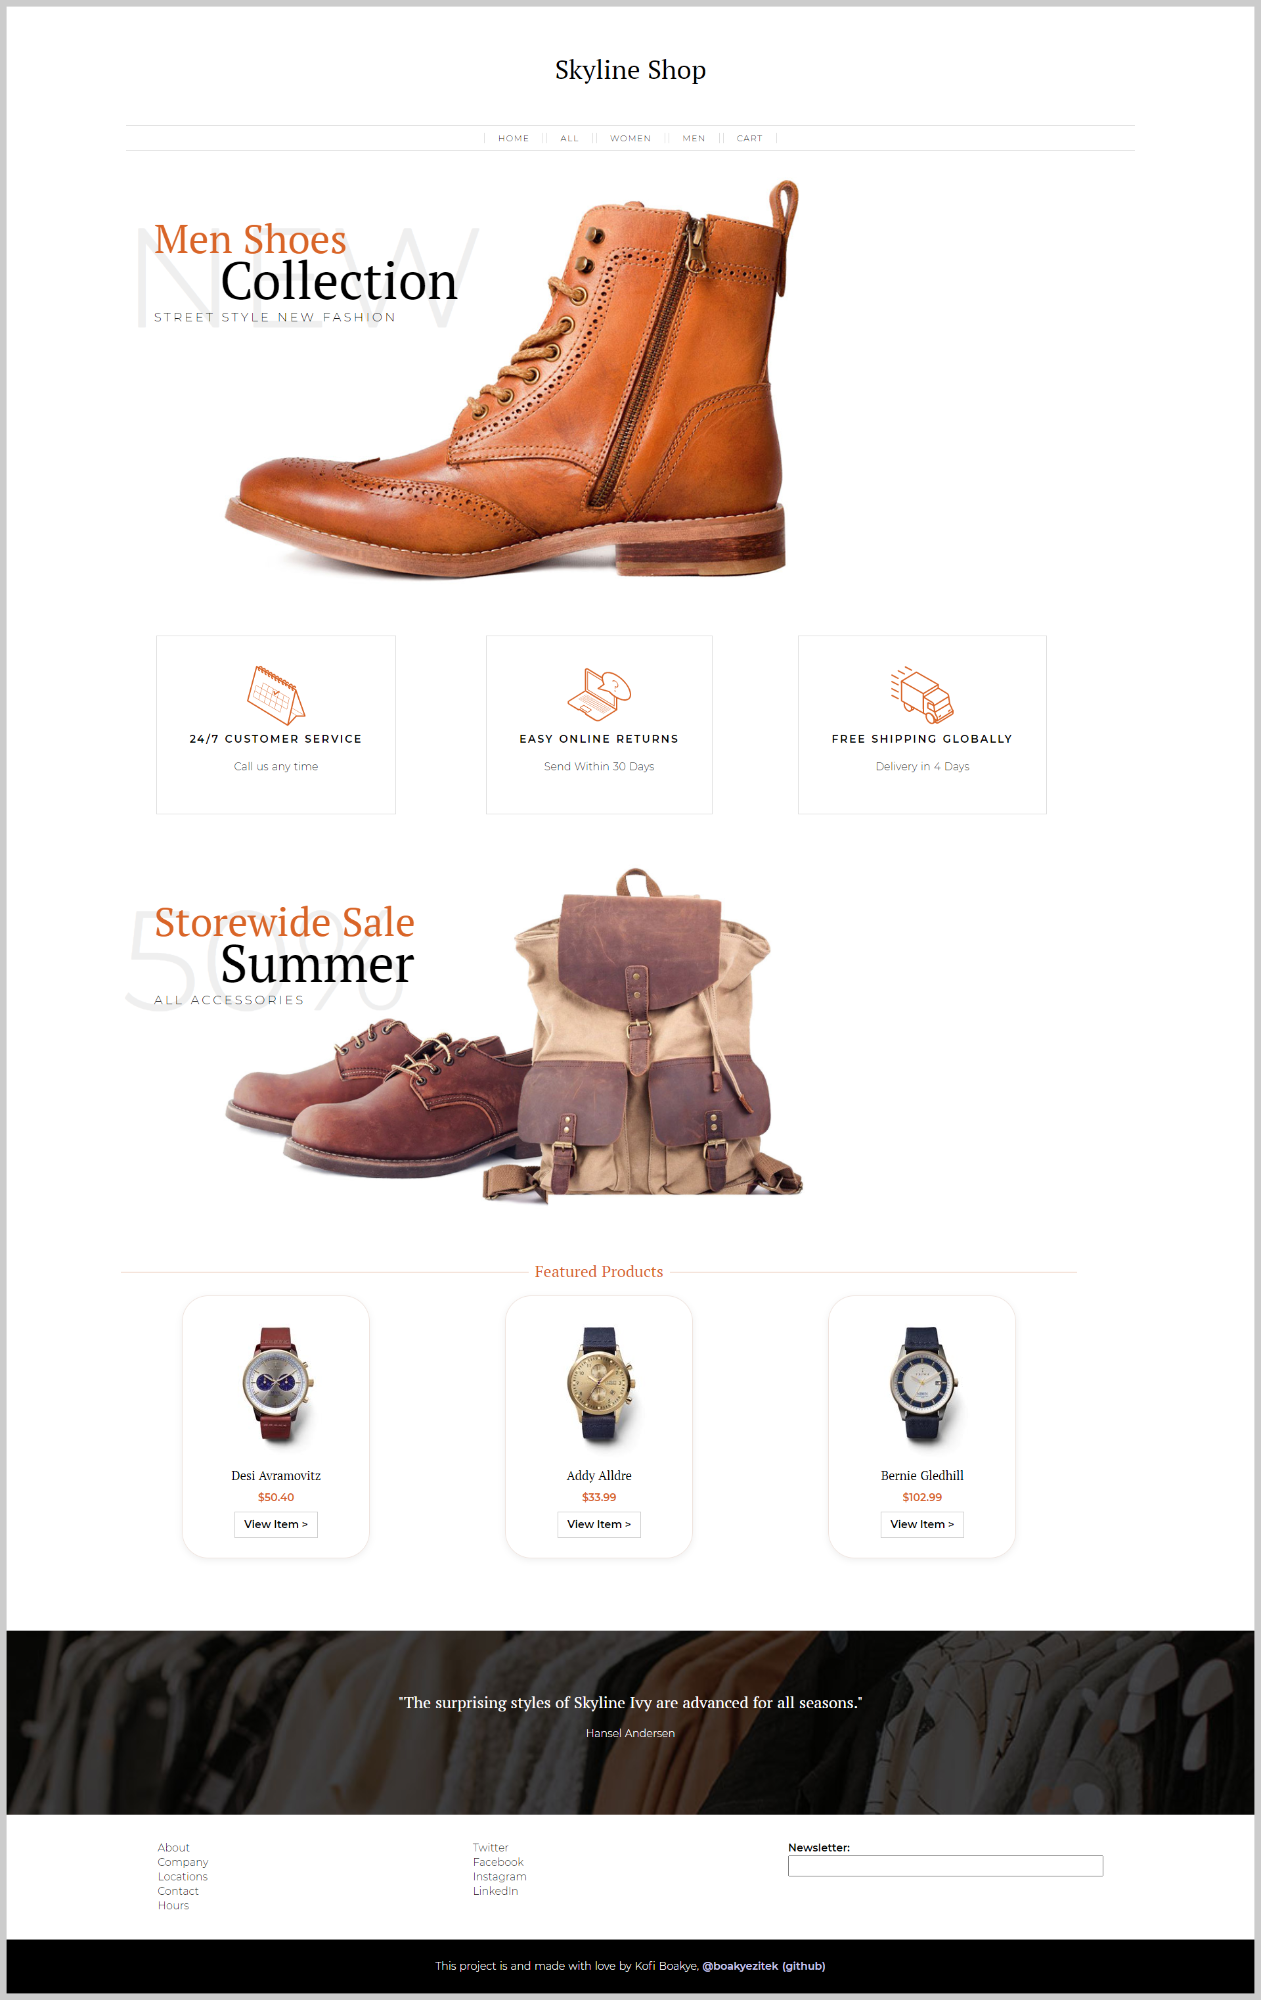 Skyline Shop
HOME ALL WOMEN MEN CART
NEW
Men Shoes
Collection
STREET STYLE NEW FASHION
24/7 CUSTOMER SERVICE
Call us any time
EASY ONLINE RETURNS
Send Within 30 Days
FREE SHIPPING GLOBALLY
Delivery in 4 Days
50%
Storewide Sale
Summer
ALL ACCESSORIES
Featured Products
Desi Avramovitz
$50.40
View Item >
Addy Alldre
$33.99
View Item >
Bernie Gledhill
$102.99
View Item >
"The surprising styles of Skyline Ivy are advanced for all seasons."
Hansel Andersen
About
Company
Locations
Contact
Hours
Twitter
Facebook
Instagram
LinkedIn
Newsletter:
This project is and made with love by Kofi Boakye, @boakyezitek (github)